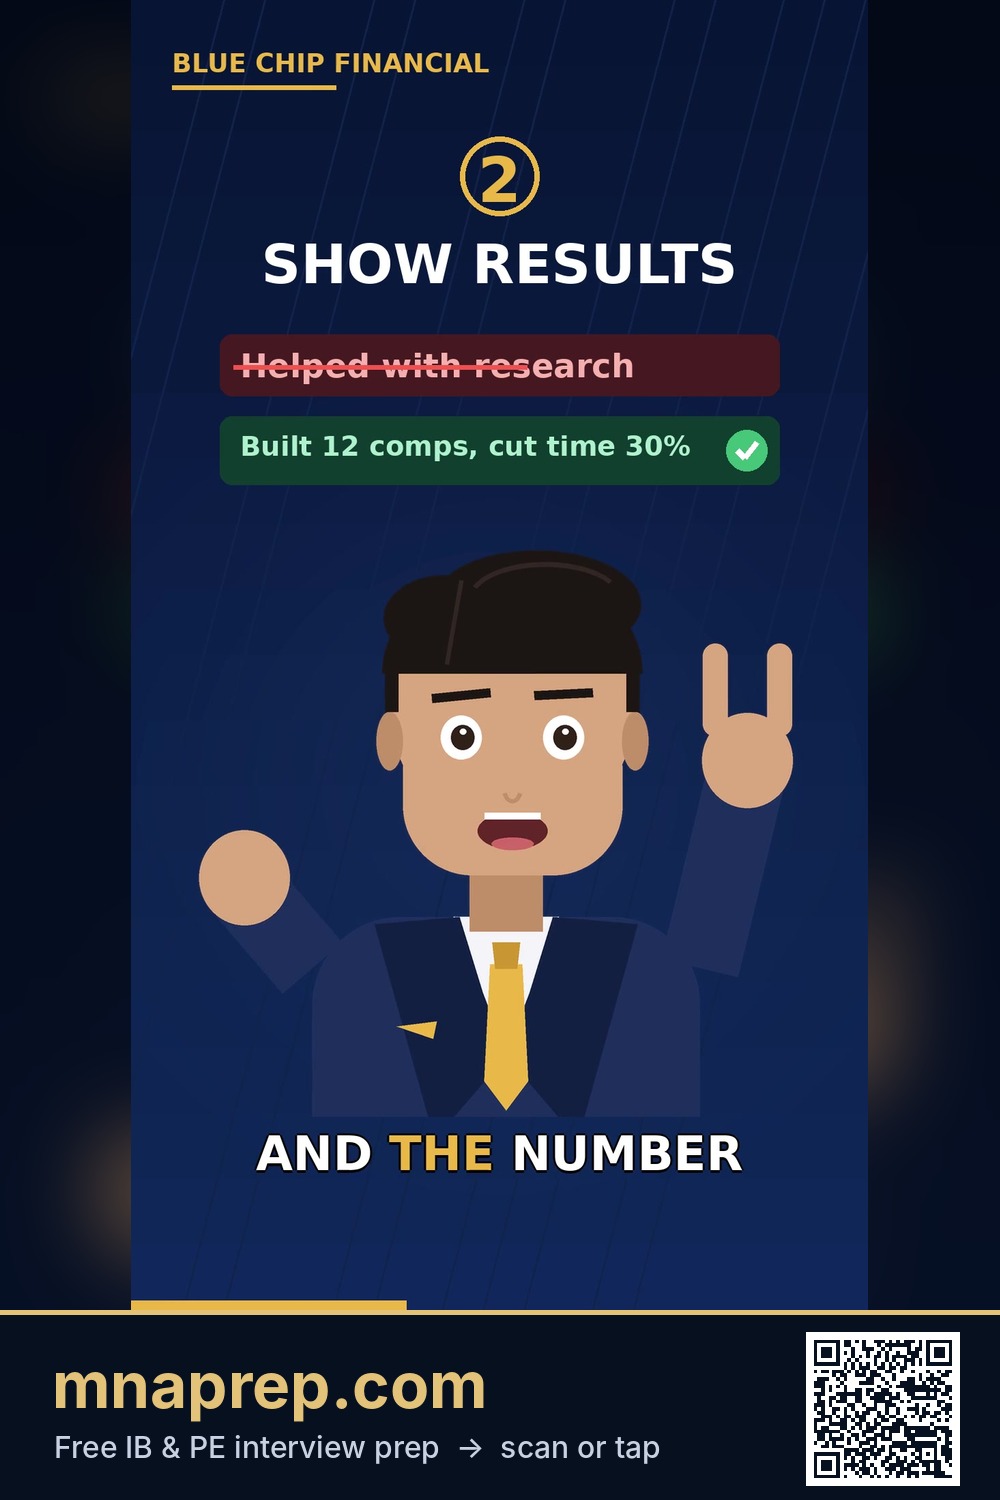 BLUE CHIP FINANCIAL
2
SHOW RESULTS
Helped with research
Built 12 comps, cut time 30%
AND THE NUMBER
mnaprep.com
Free IB & PE interview prep → scan or tap